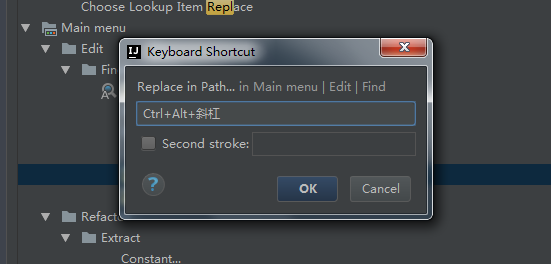 Choose Lookup Item Replace
Main menu
Edit
Fin
IJ Keyboard Shortcut
Replace in Path... in Main menu | Edit | Find
Ctrl+Alt+斜杠
Second stroke:
? OK Cancel
Refact
Extract
Constant...